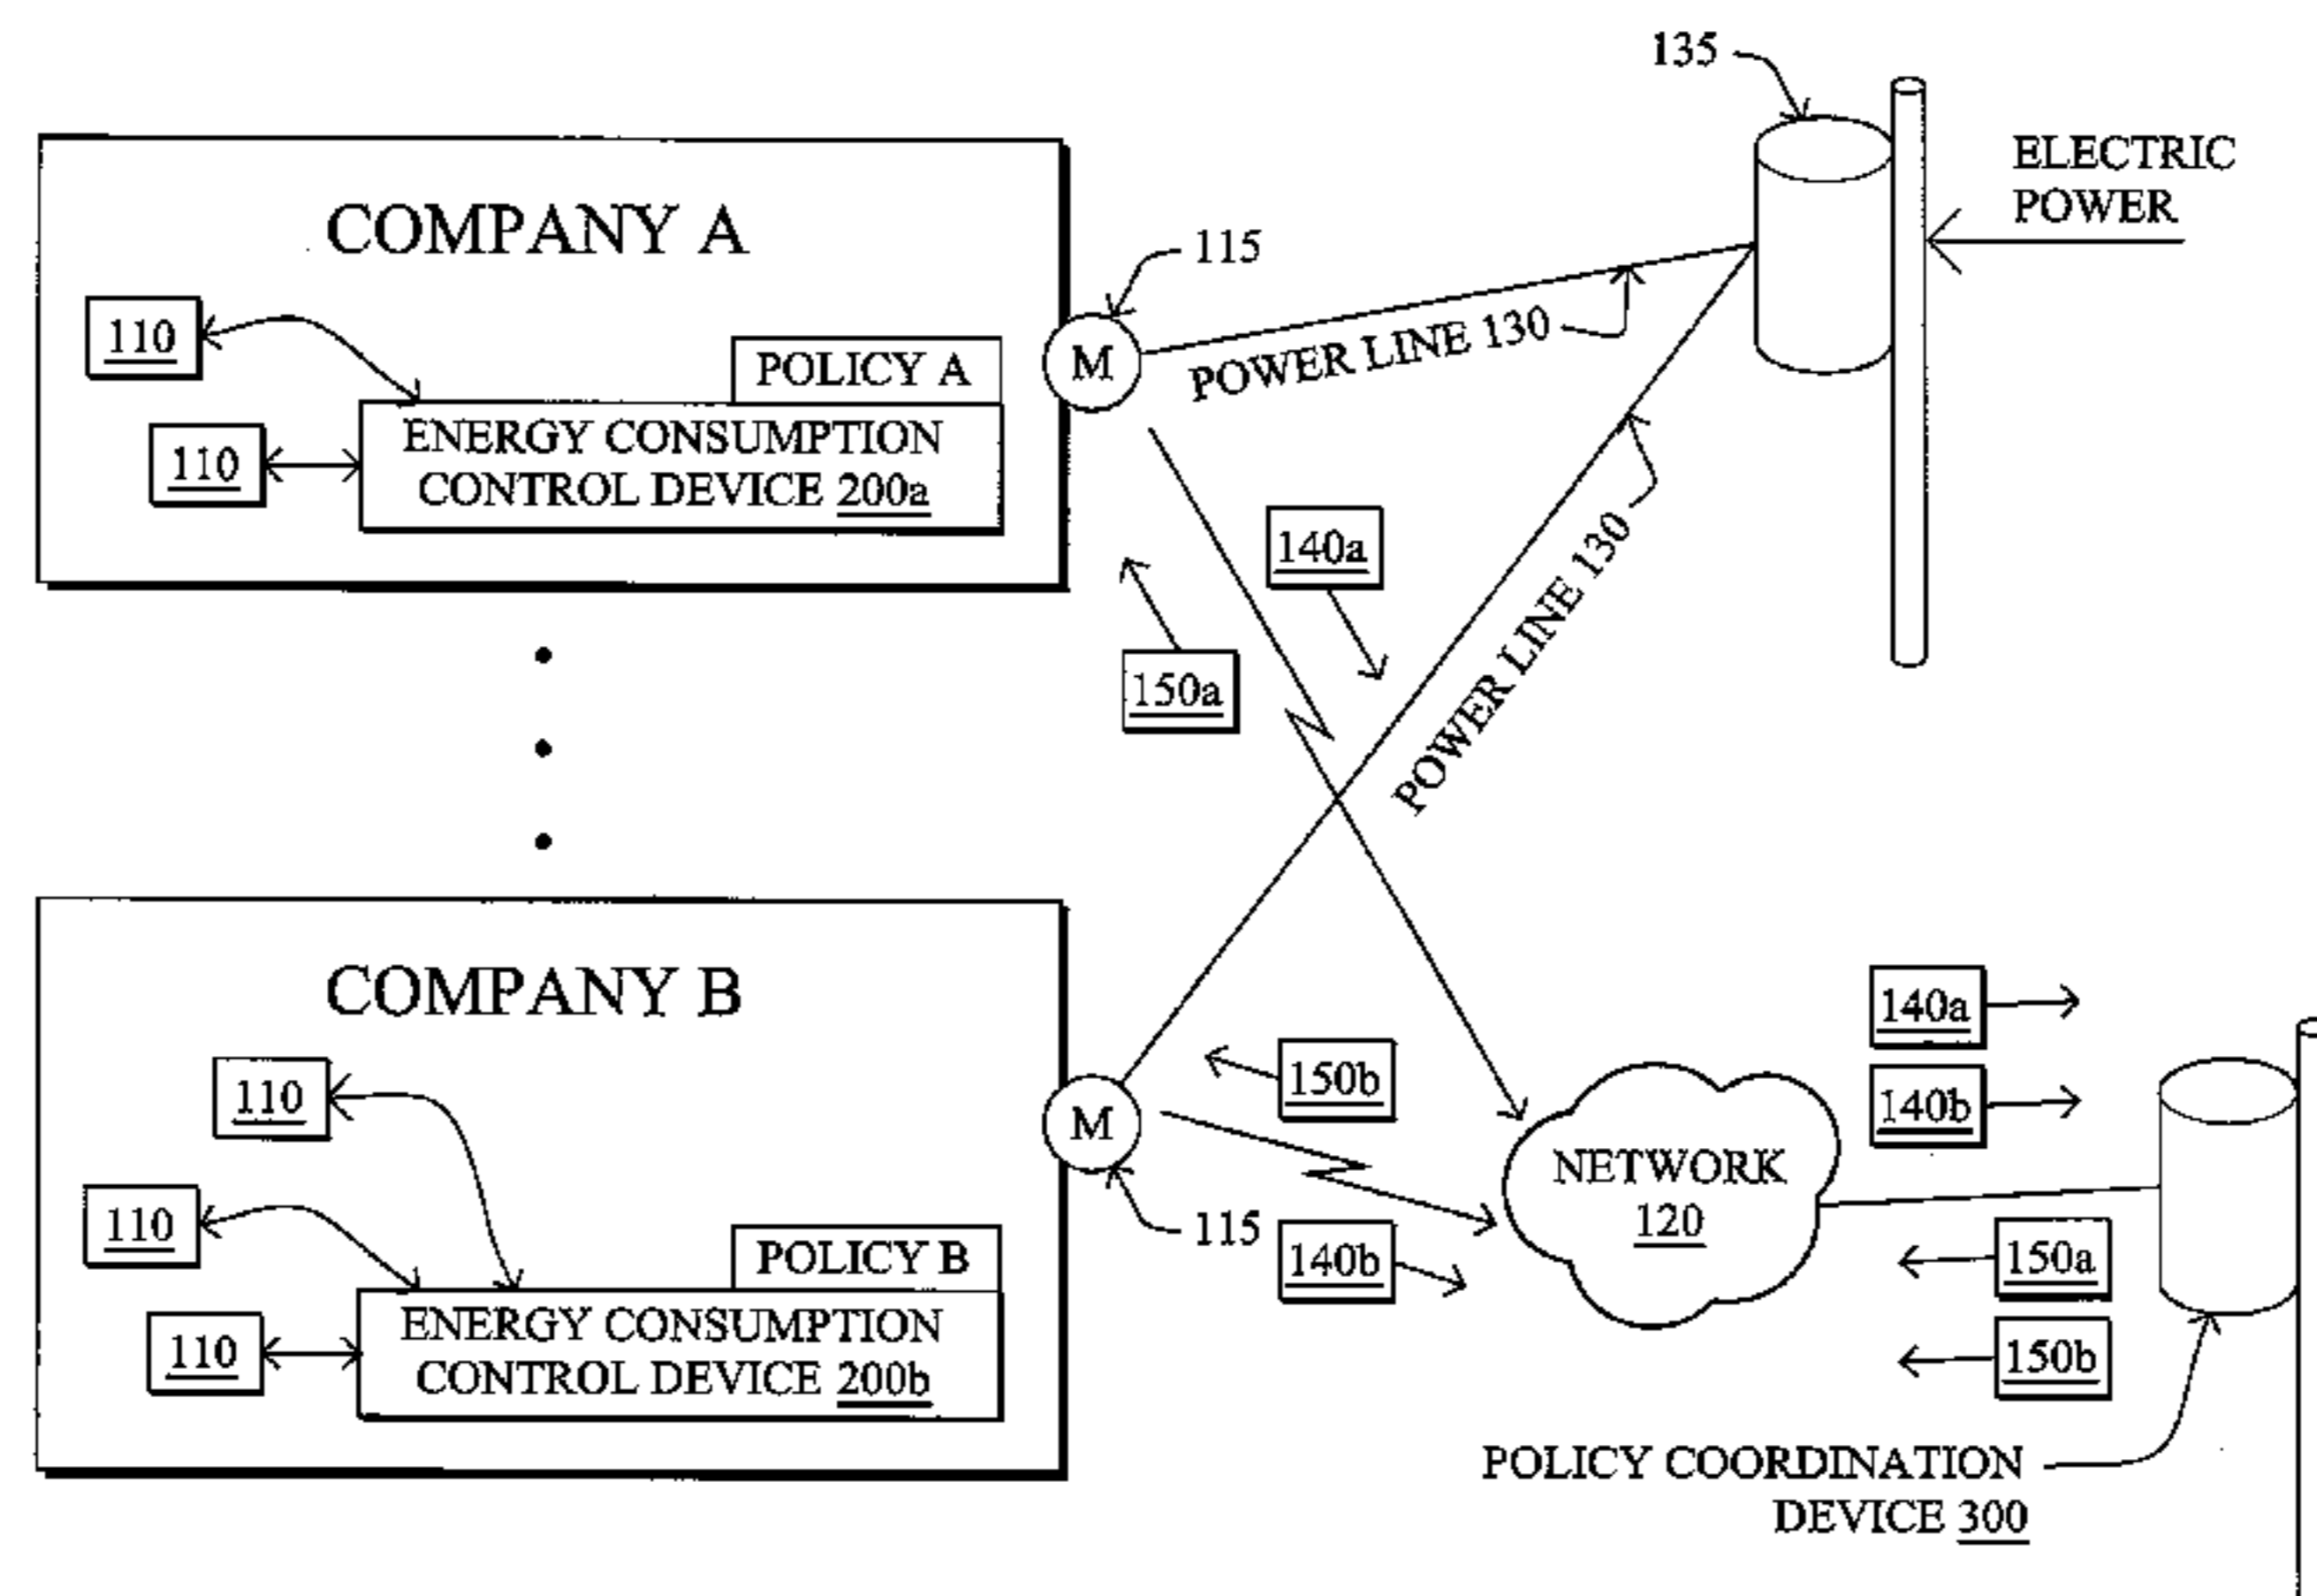 135
ELECTRIC
POWER
COMPANY A
115
110
POLICY A
M
POWER LINE 130
ENERGY CONSUMPTION
CONTROL DEVICE 200a
110
140a
POWER LINE 130
150a
COMPANY B
140a
150b
110
140b
M
NETWORK
120
110
115
POLICY B
140b
150a
ENERGY CONSUMPTION
CONTROL DEVICE 200b
110
150b
POLICY COORDINATION
DEVICE 300